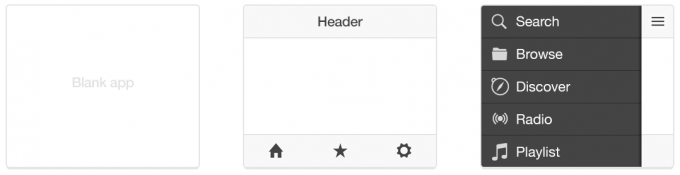 Blank app
Header
Search
Browse
Discover
Radio
Playlist